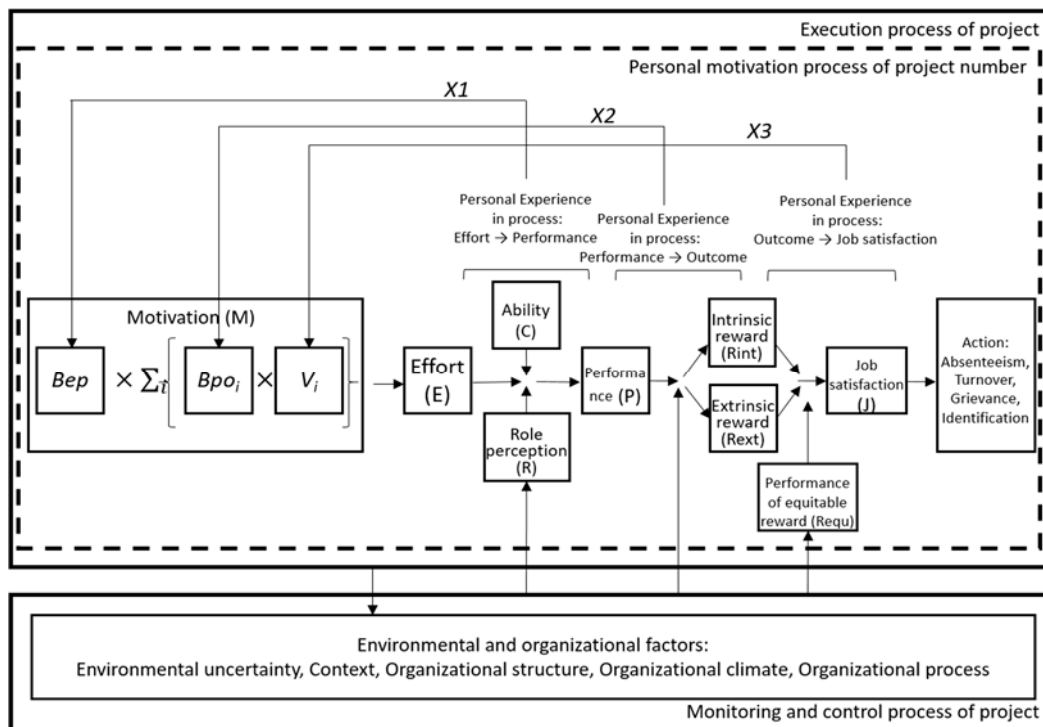 Execution process of project
Personal motivation process of project number
X1
X2
X3
Personal Experience
in process:
Effort → Performance
Personal Experience
in process:
Performance → Outcome
Personal Experience
in process:
Outcome → Job satisfaction
Motivation (M)
Bep
× Σi
Bpoi
×
Vi
Effort
(E)
Ability
(C)
Role
perception
(R)
Performa
nce (P)
Intrinsic
reward
(Rint)
Extrinsic
reward
(Rext)
Job
satisfaction
(J)
Performance
of equitable
reward (Requ)
Action:
Absenteeism,
Turnover,
Grievance,
Identification
Environmental and organizational factors:
Environmental uncertainty, Context, Organizational structure, Organizational climate, Organizational process
Monitoring and control process of project